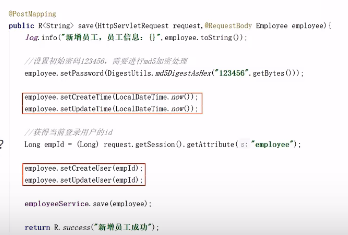 @PostMapping
public R<String> save(HttpServletRequest request,@RequestBody Employee employee){
log.info("新增员工，员工信息：{}",employee.toString());
//设置初始密码123456，需要进行md5加密处理
employee.setPassword(DigestUtils.md5DigestAsHex("123456".getBytes()));
employee.setCreateTime(LocalDateTime.now());
employee.setUpdateTime(LocalDateTime.now());
//获得当前登录用户的id
?
Long empId = (Long) request.getSession().getAttribute( s: "employee");
employee.setCreateUser(empId);
employee.setUpdateUser(empId);
employeeService.save(employee);
return R.success("新增员工成功");